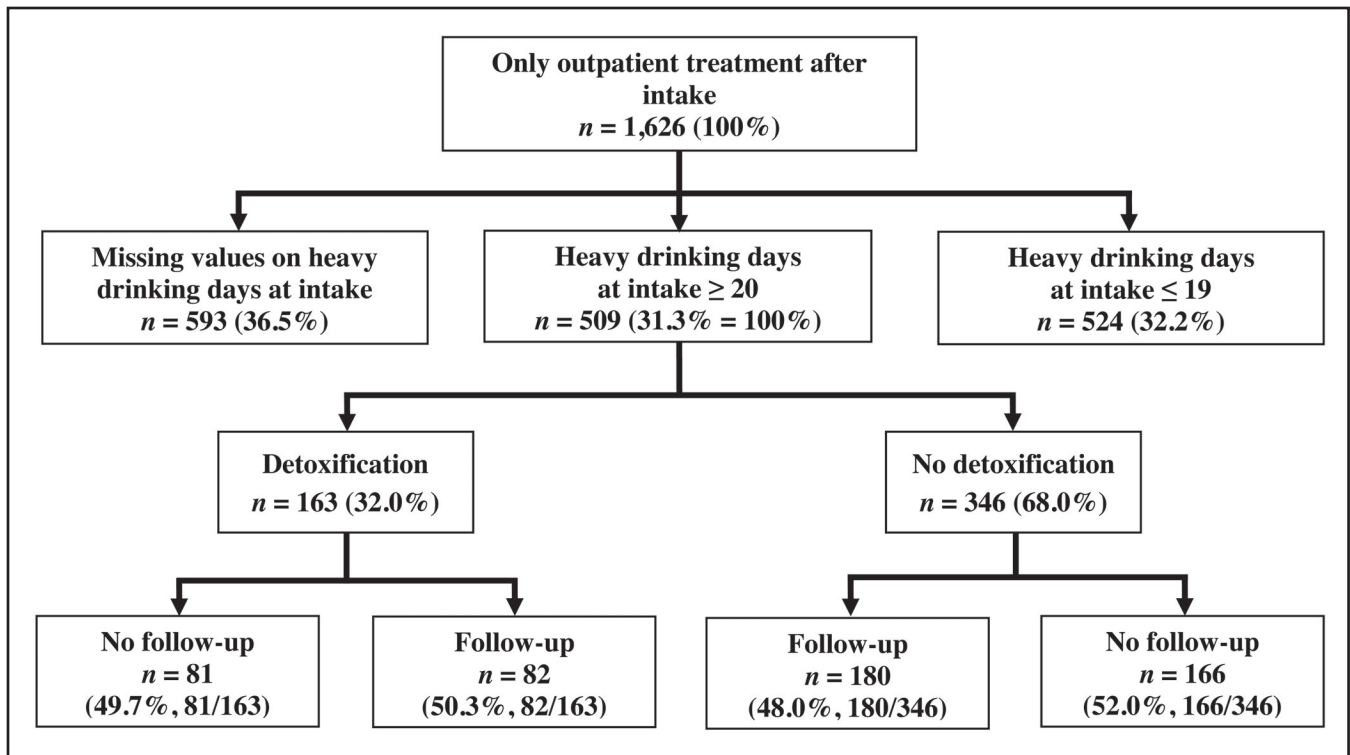 Only outpatient treatment after
intake
n = 1,626 (100%)
Missing values on heavy
drinking days at intake
n = 593 (36.5%)
Heavy drinking days
at intake ≥ 20
n = 509 (31.3% = 100%)
Heavy drinking days
at intake ≤ 19
n = 524 (32.2%)
Detoxification
n = 163 (32.0%)
No detoxification
n = 346 (68.0%)
No follow-up
n = 81
(49.7%, 81/163)
Follow-up
n = 82
(50.3%, 82/163)
Follow-up
n = 180
(48.0%, 180/346)
No follow-up
n = 166
(52.0%, 166/346)